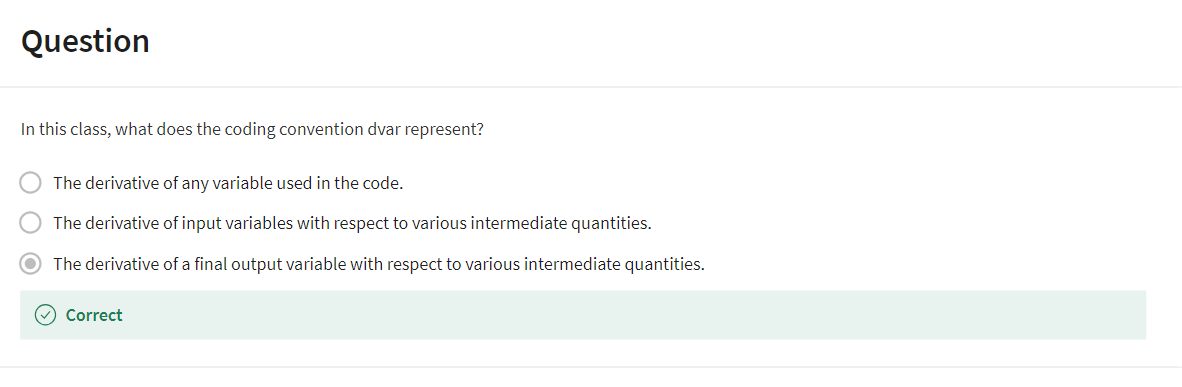 Question
In this class, what does the coding convention dvar represent?
The derivative of any variable used in the code.
The derivative of input variables with respect to various intermediate quantities.
The derivative of a final output variable with respect to various intermediate quantities.
Correct